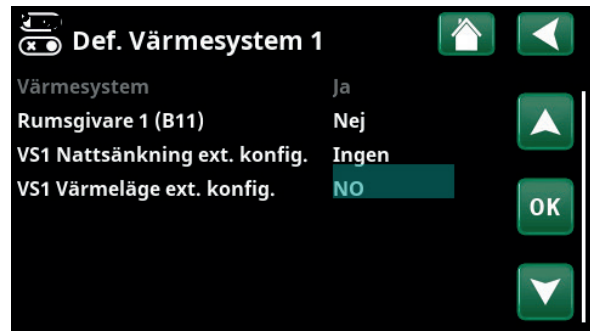 Def. Värmesystem 1
Värmesystem Ja
Rumsgivare 1 (B11) Nej
VS1 Nattsänkning ext. konfig. Ingen
VS1 Värmeläge ext. konfig. NO
OK